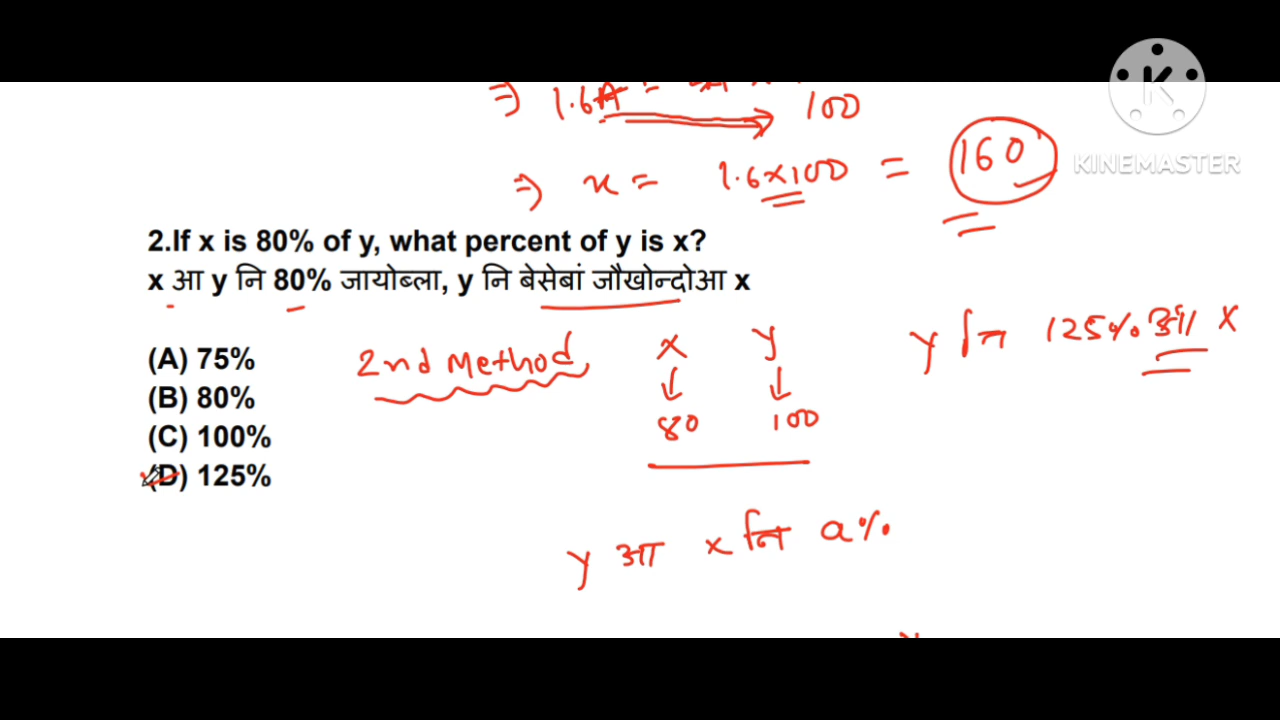 ⇒ 1.6A =
100
⇒ x = 1.6×100 = 160
KINEMASTER
2.If x is 80% of y, what percent of y is x?
x आ y नि 80% जायोब्ला, y नि बेसेबां जौखोन्दोआ x
(A) 75%
(B) 80%
(C) 100%
(D) 125%
2nd Method
x y
↓ ↓
80 100
y नि 125% आ x
y आ x नि a%